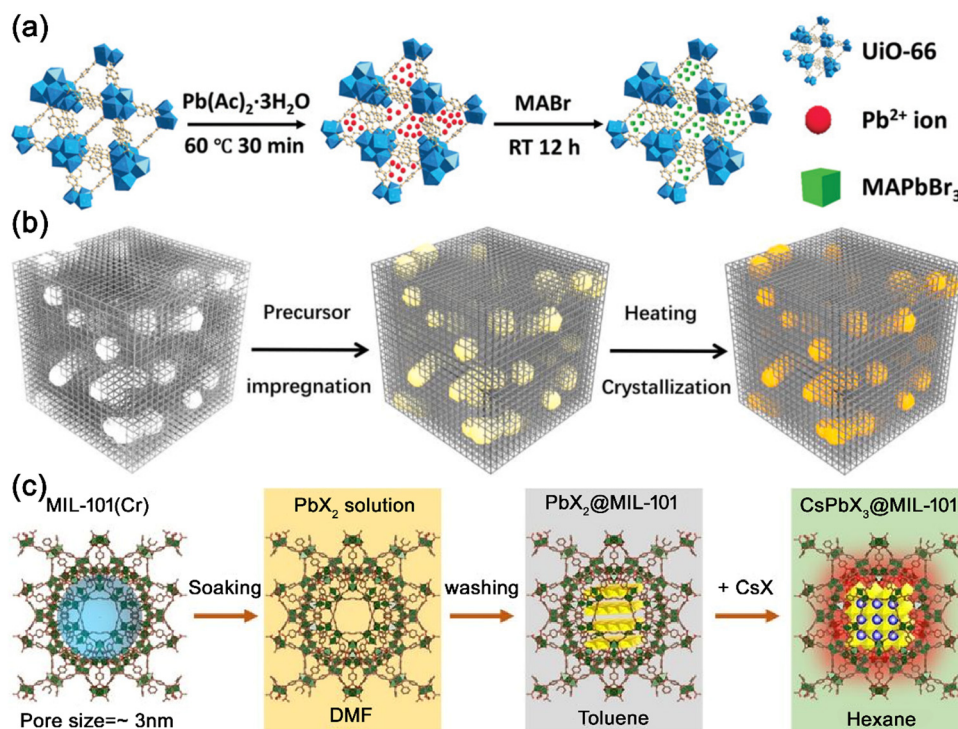 (a)
Pb(Ac)₂·3H₂O
60 ℃ 30 min
MABr
RT 12 h
UiO-66
Pb²⁺ ion
MAPbBr₃
(b)
Precursor
impregnation
Heating
Crystallization
(c)
MIL-101(Cr)
Pore size=~ 3nm
Soaking
PbX₂ solution
DMF
washing
PbX₂@MIL-101
Toluene
+ CsX
CsPbX₃@MIL-101
Hexane